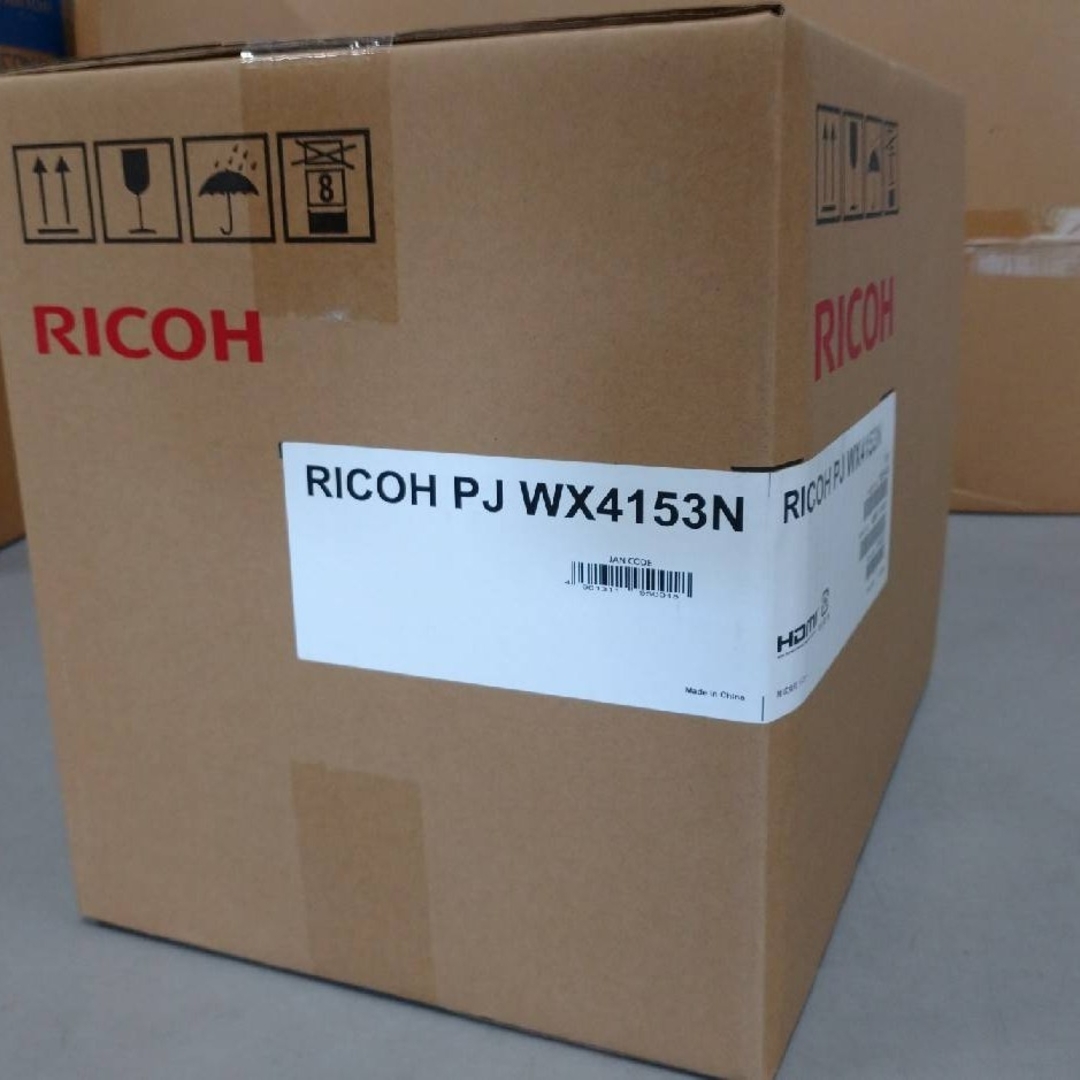 8
RICOH
RICOH PJ WX4153N
JAN CODE
Made in China
RICOH
RICOH PJ WX4153N
HDMI